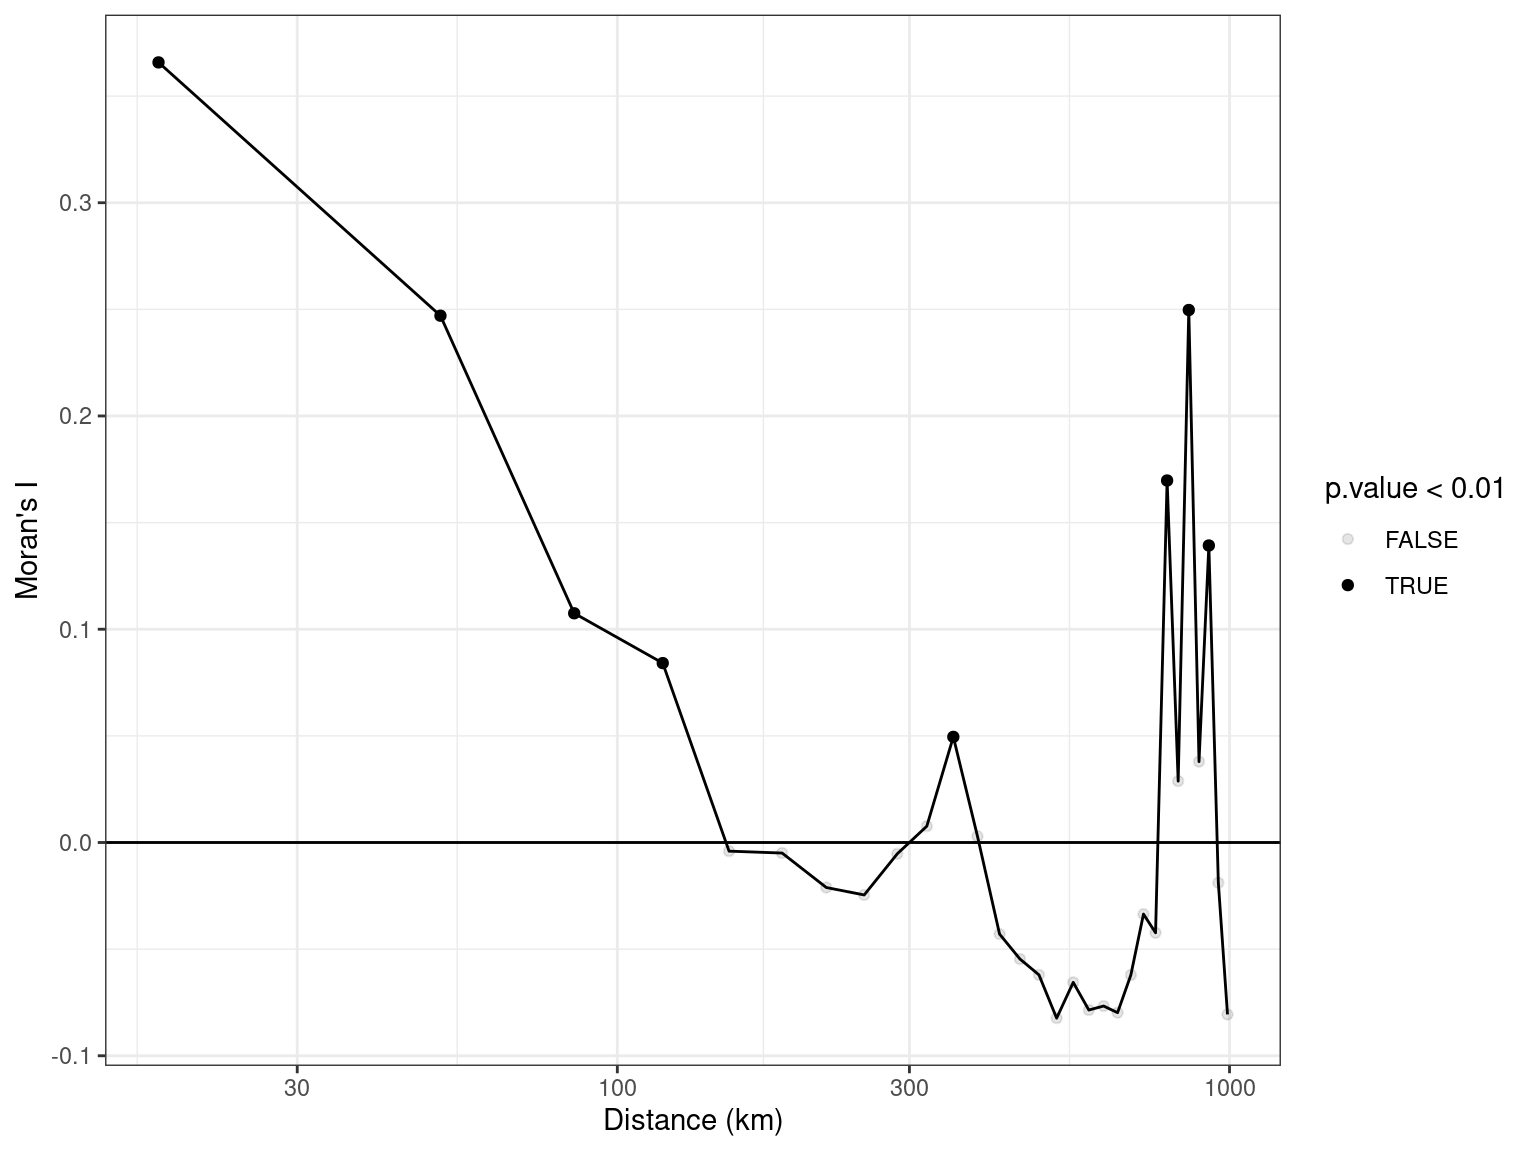 Moran's I
0.3
0.2
0.1
0.0
-0.1
30 100 300 1000
Distance (km)
p.value < 0.01
FALSE
TRUE